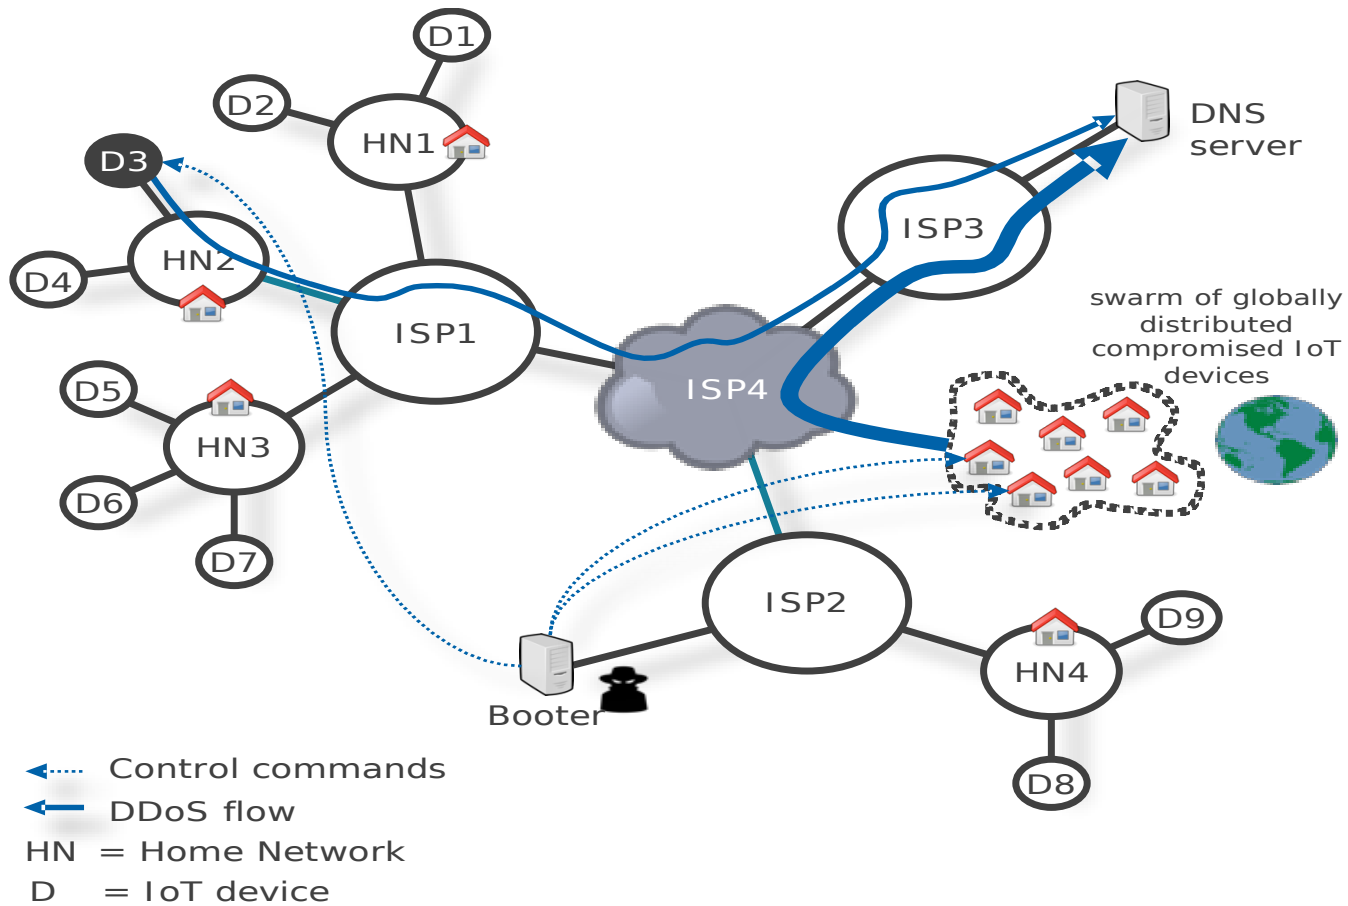 D1
D2
HN1
D3
HN2
D4
ISP1
D5
HN3
D6
D7
ISP4
ISP3
DNS
server
swarm of globally
distributed
compromised IoT
devices
ISP2
Booter
HN4
D9
D8
Control commands
DDoS flow
HN = Home Network
D = IoT device